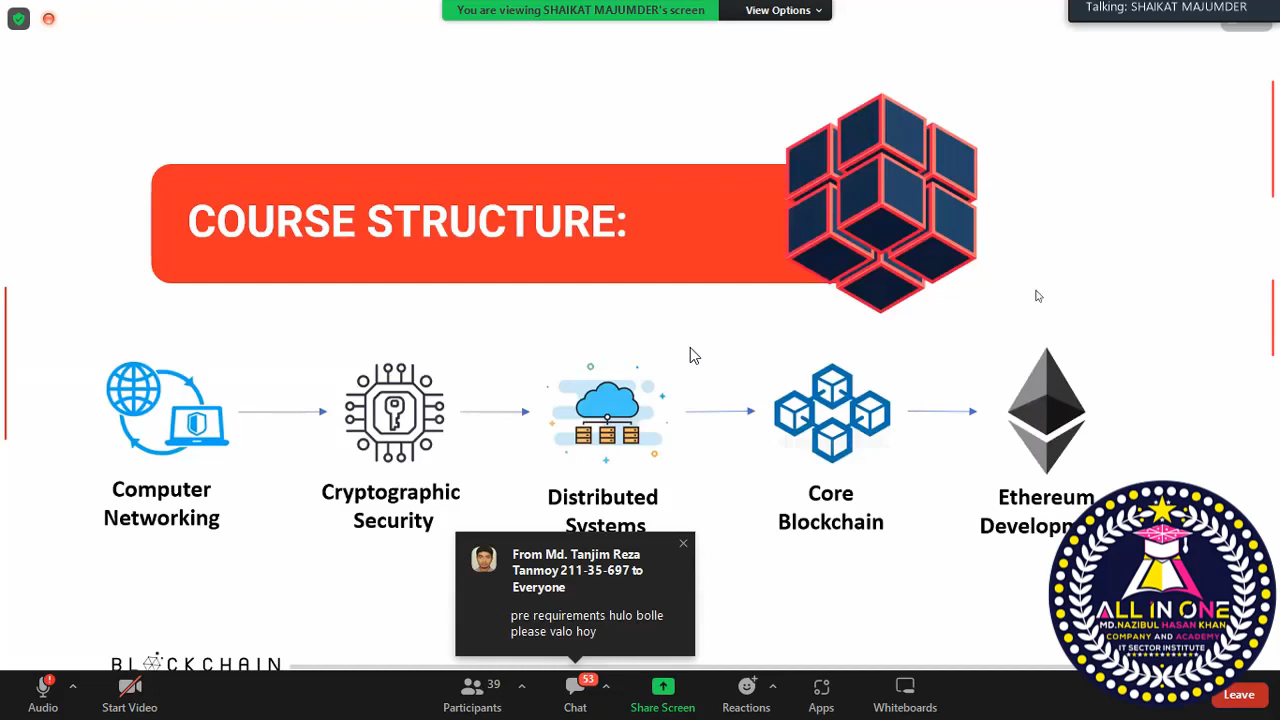 You are viewing SHAIKAT MAJUMDER's screen
View Options
Talking: SHAIKAT MAJUMDER
COURSE STRUCTURE:
Computer
Networking
Cryptographic
Security
Distributed
Systems
Core
Blockchain
Ethereum
From Md. Tanjim Reza
Tanmoy 211-35-697 to
Everyone
pre requirements hulo bolle
please valo hoy
BLOCKCHAIN
ALL IN ONE
MD.NAZIBUL HASAN KHAN
COMPANY AND ACADEMY
IT SECTOR INSTITUTE
Audio
Start Video
39
Participants
53
Chat
Share Screen
Reactions
Apps
Whiteboards
Leave